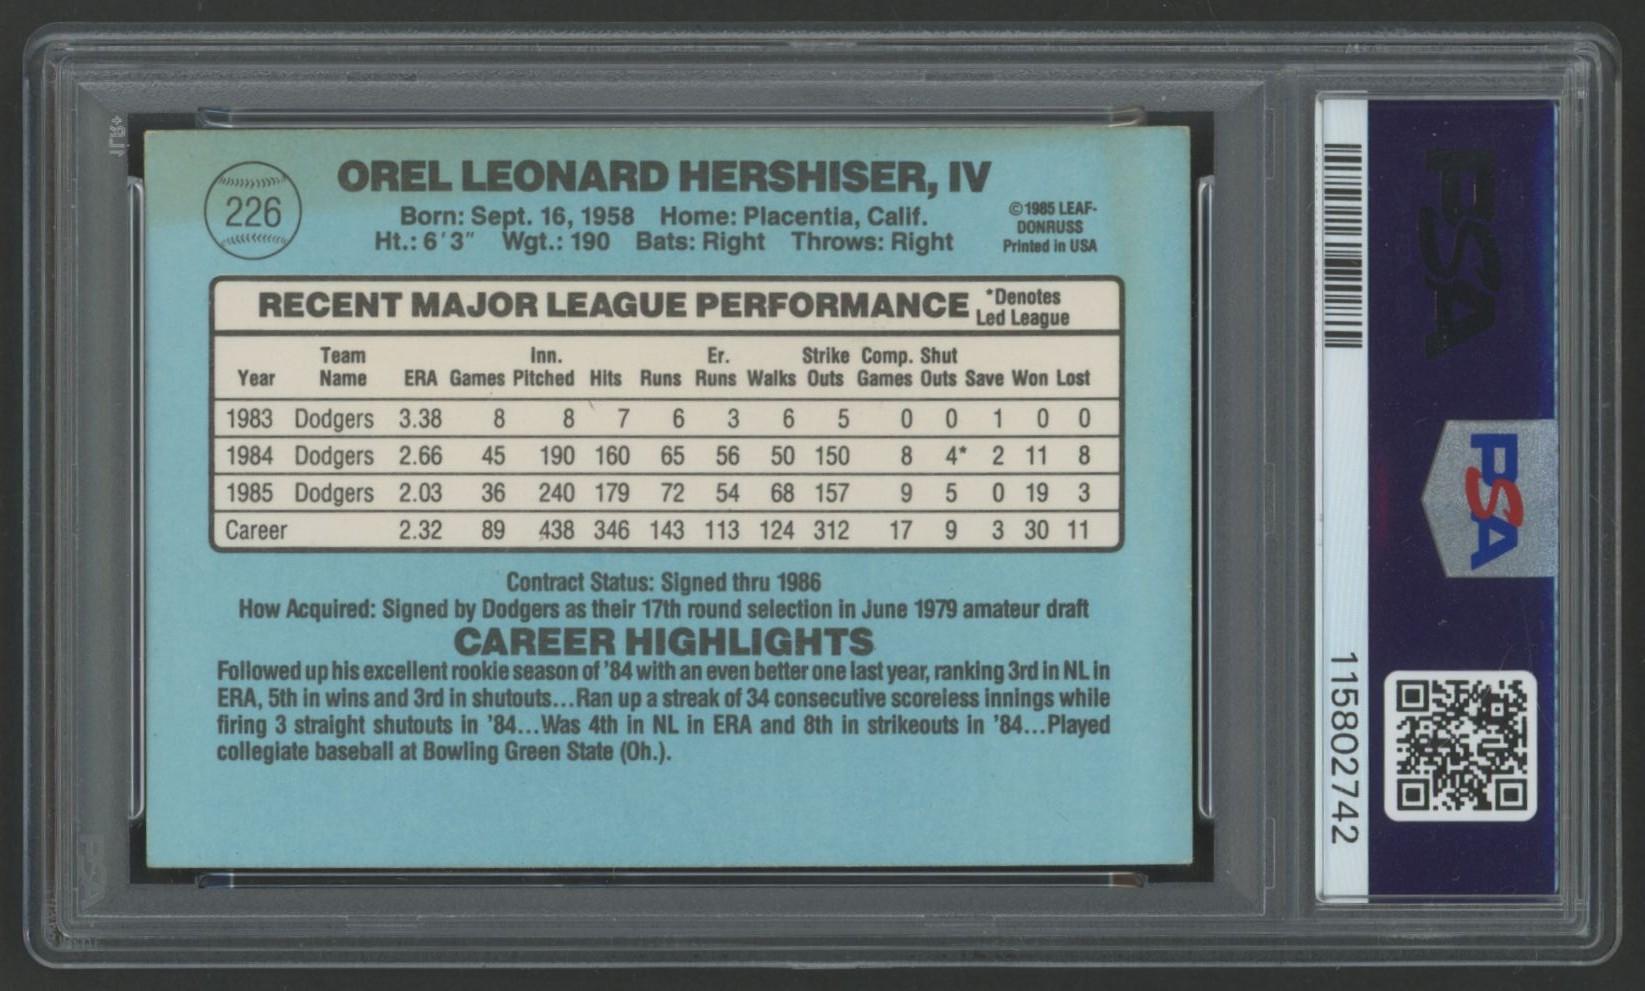 OREL LEONARD HERSHISER, IV
226
Born: Sept. 16, 1958 Home: Placentia, Calif.
Ht.: 6'3" Wgt.: 190 Bats: Right Throws: Right
©1985 LEAF-
DONRUSS
Printed in USA
RECENT MAJOR LEAGUE PERFORMANCE
*Denotes
Led League
Year Team Name ERA Games Inn. Pitched Hits Runs Er. Runs Walks Strike Outs Comp. Games Shut Outs Save Won Lost
1983 Dodgers 3.38 8 8 7 6 3 6 5 0 0 1 0 0
1984 Dodgers 2.66 45 190 160 65 56 50 150 8 4* 2 11 8
1985 Dodgers 2.03 36 240 179 72 54 68 157 9 5 0 19 3
Career 2.32 89 438 346 143 113 124 312 17 9 3 30 11
Contract Status: Signed thru 1986
How Acquired: Signed by Dodgers as their 17th round selection in June 1979 amateur draft
CAREER HIGHLIGHTS
Followed up his excellent rookie season of '84 with an even better one last year, ranking 3rd in NL in
ERA, 5th in wins and 3rd in shutouts...Ran up a streak of 34 consecutive scoreless innings while
firing 3 straight shutouts in '84...Was 4th in NL in ERA and 8th in strikeouts in '84...Played
collegiate baseball at Bowling Green State (Oh.).
PSA
PSA
115802742
PSA